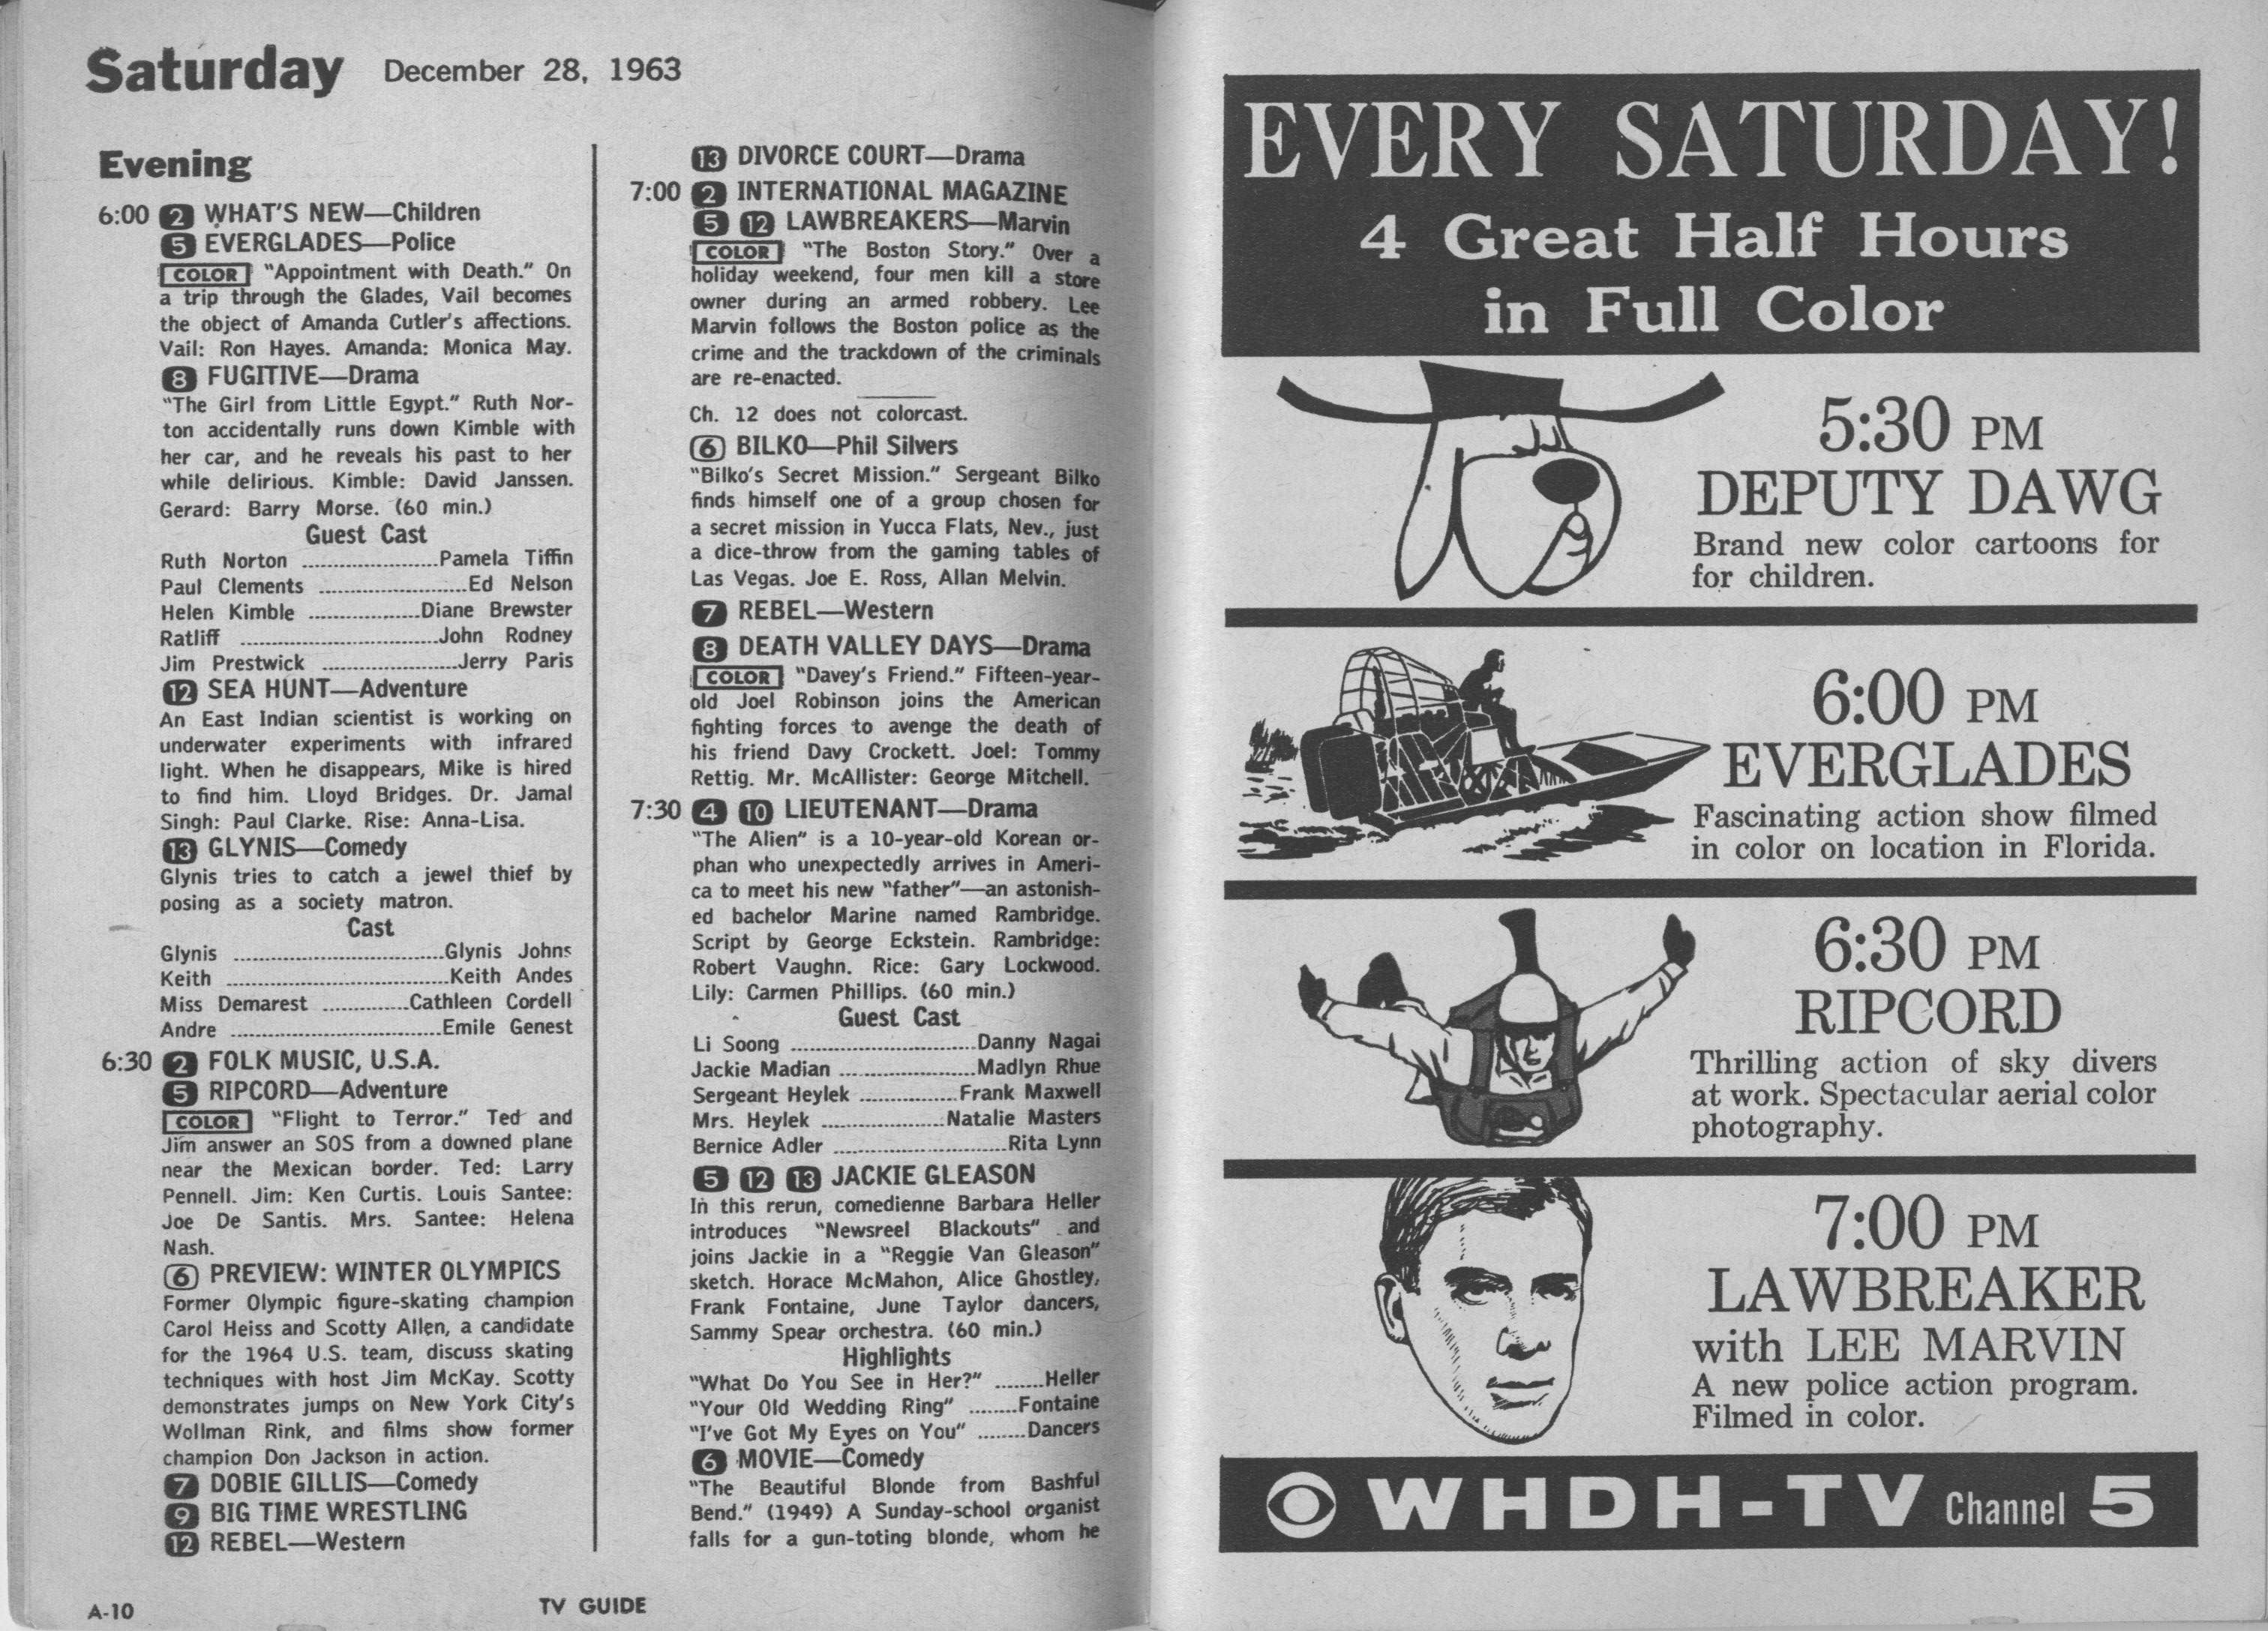 Saturday December 28, 1963
Evening
6:00 2 WHAT'S NEW—Children
5 EVERGLADES—Police
COLOR "Appointment with Death." On
a trip through the Glades, Vail becomes
the object of Amanda Cutler's affections.
Vail: Ron Hayes. Amanda: Monica May.
8 FUGITIVE—Drama
"The Girl from Little Egypt." Ruth Nor-
ton accidentally runs down Kimble with
her car, and he reveals his past to her
while delirious. Kimble: David Janssen.
Gerard: Barry Morse. (60 min.)
Guest Cast
Ruth Norton ......................Pamela Tiffin
Paul Clements ........................Ed Nelson
Helen Kimble ..................Diane Brewster
Ratliff ................................John Rodney
Jim Prestwick ......................Jerry Paris
12 SEA HUNT—Adventure
An East Indian scientist is working on
underwater experiments with infrared
light. When he disappears, Mike is hired
to find him. Lloyd Bridges. Dr. Jamal
Singh: Paul Clarke. Rise: Anna-Lisa.
13 GLYNIS—Comedy
Glynis tries to catch a jewel thief by
posing as a society matron.
Cast
Glynis ..................................Glynis Johns
Keith ....................................Keith Andes
Miss Demarest ..............Cathleen Cordell
Andre ..................................Emile Genest
6:30 2 FOLK MUSIC, U.S.A.
5 RIPCORD—Adventure
COLOR "Flight to Terror." Ted and
Jim answer an SOS from a downed plane
near the Mexican border. Ted: Larry
Pennell. Jim: Ken Curtis. Louis Santee:
Joe De Santis. Mrs. Santee: Helena
Nash.
6 PREVIEW: WINTER OLYMPICS
Former Olympic figure-skating champion
Carol Heiss and Scotty Allen, a candidate
for the 1964 U.S. team, discuss skating
techniques with host Jim McKay. Scotty
demonstrates jumps on New York City's
Wollman Rink, and films show former
champion Don Jackson in action.
7 DOBIE GILLIS—Comedy
9 BIG TIME WRESTLING
12 REBEL—Western
13 DIVORCE COURT—Drama
7:00 2 INTERNATIONAL MAGAZINE
5 12 LAWBREAKERS—Marvin
COLOR "The Boston Story." Over a
holiday weekend, four men kill a store
owner during an armed robbery. Lee
Marvin follows the Boston police as the
crime and the trackdown of the criminals
are re-enacted.
Ch. 12 does not colorcast.
6 BILKO—Phil Silvers
"Bilko's Secret Mission." Sergeant Bilko
finds himself one of a group chosen for
a secret mission in Yucca Flats, Nev., just
a dice-throw from the gaming tables of
Las Vegas. Joe E. Ross, Allan Melvin.
7 REBEL—Western
8 DEATH VALLEY DAYS—Drama
COLOR "Davey's Friend." Fifteen-year-
old Joel Robinson joins the American
fighting forces to avenge the death of
his friend Davy Crockett. Joel: Tommy
Rettig. Mr. McAllister: George Mitchell.
7:30 4 10 LIEUTENANT—Drama
"The Alien" is a 10-year-old Korean or-
phan who unexpectedly arrives in Ameri-
ca to meet his new "father"—an astonish-
ed bachelor Marine named Rambridge.
Script by George Eckstein. Rambridge:
Robert Vaughn. Rice: Gary Lockwood.
Lily: Carmen Phillips. (60 min.)
Guest Cast
Li Soong ..............................Danny Nagai
Jackie Madian ......................Madlyn Rhue
Sergeant Heylek ................Frank Maxwell
Mrs. Heylek ....................Natalie Masters
Bernice Adler ............................Rita Lynn
5 12 13 JACKIE GLEASON
In this rerun, comedienne Barbara Heller
introduces "Newsreel Blackouts" and
joins Jackie in a "Reggie Van Gleason"
sketch. Horace McMahon, Alice Ghostley,
Frank Fontaine, June Taylor dancers,
Sammy Spear orchestra. (60 min.)
Highlights
"What Do You See in Her?" ........Heller
"Your Old Wedding Ring" ........Fontaine
"I've Got My Eyes on You" ........Dancers
6 MOVIE—Comedy
"The Beautiful Blonde from Bashful
Bend." (1949) A Sunday-school organist
falls for a gun-toting blonde, whom he
A-10
TV GUIDE
EVERY SATURDAY!
4 Great Half Hours
in Full Color
5:30 PM
DEPUTY DAWG
Brand new color cartoons for
for children.
6:00 PM
EVERGLADES
Fascinating action show filmed
in color on location in Florida.
6:30 PM
RIPCORD
Thrilling action of sky divers
at work. Spectacular aerial color
photography.
7:00 PM
LAWBREAKER
with LEE MARVIN
A new police action program.
Filmed in color.
WHDH-TV Channel 5